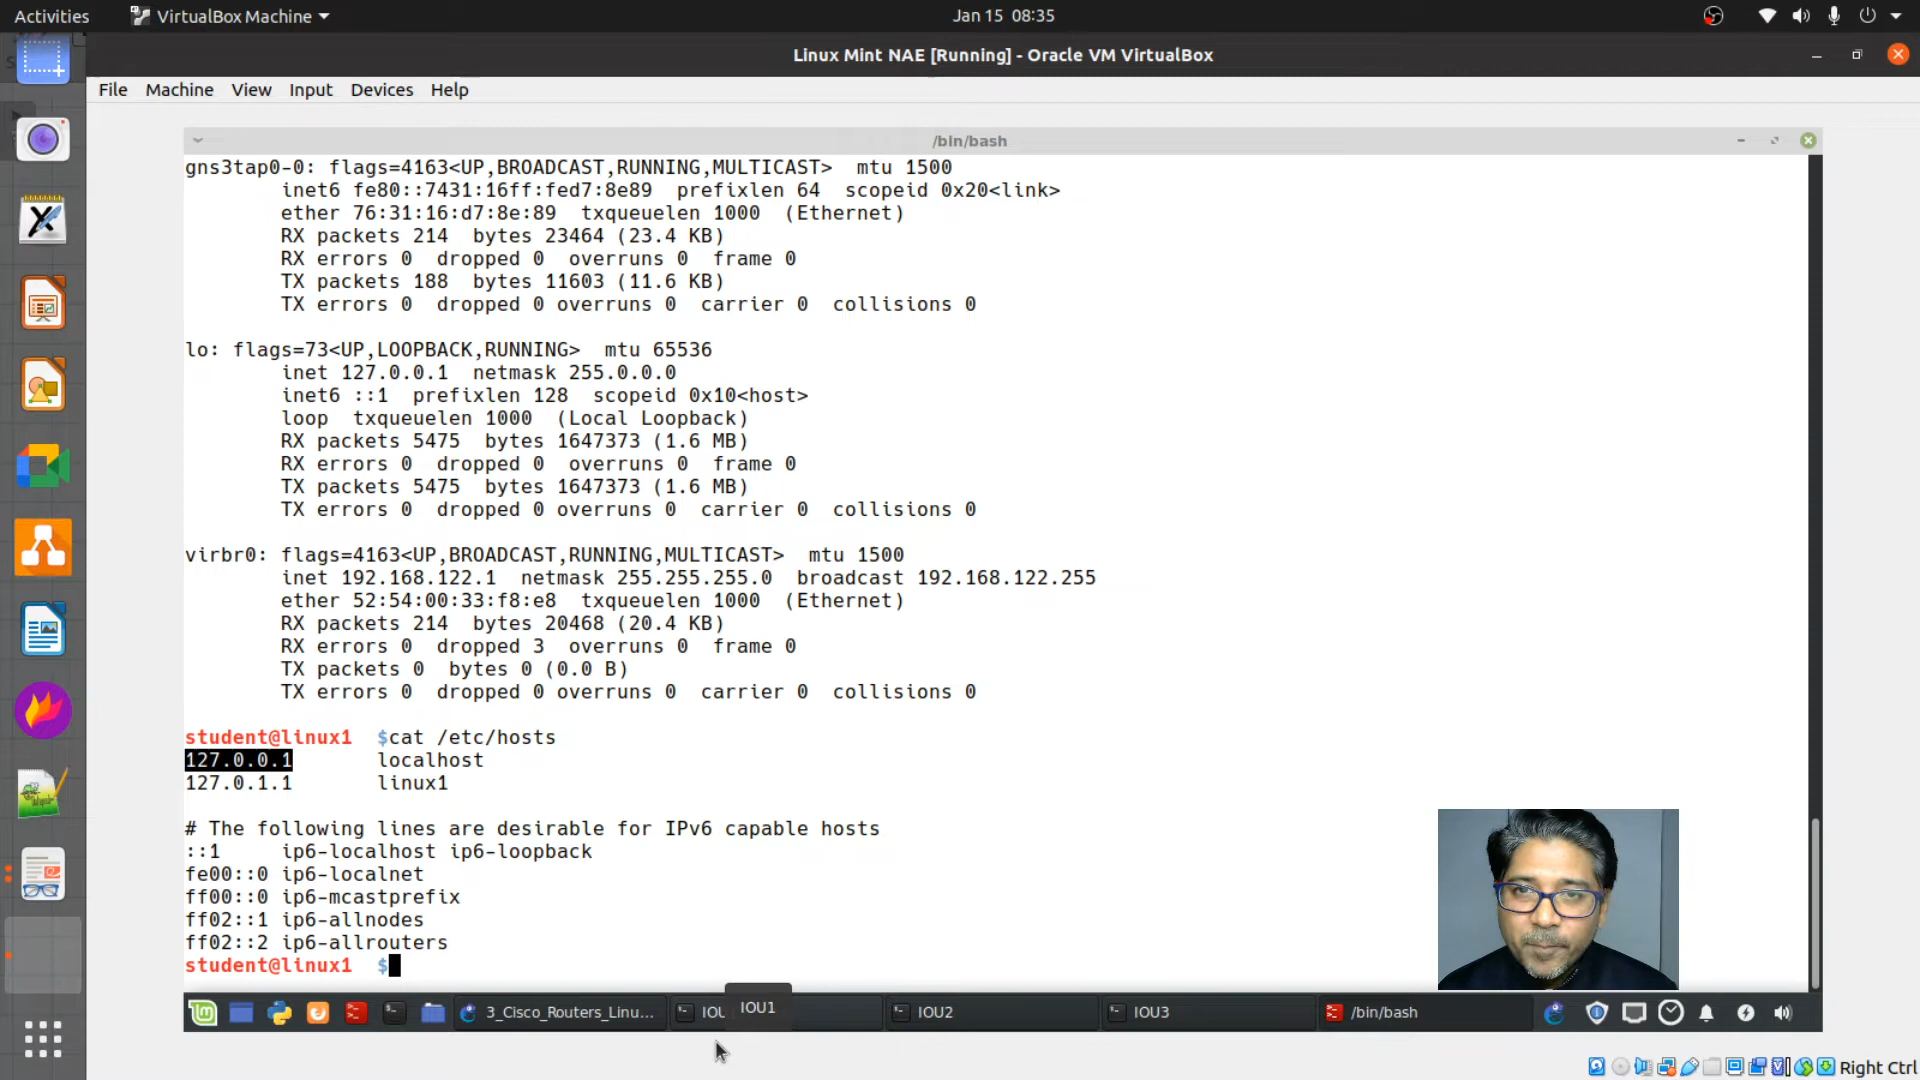 Activities
VirtualBox Machine
Jan 15 08:35
Linux Mint NAE [Running] - Oracle VM VirtualBox
File Machine View Input Devices Help
/bin/bash
gns3tap0-0: flags=4163<UP,BROADCAST,RUNNING,MULTICAST>  mtu 1500
inet6 fe80::7431:16ff:fed7:8e89  prefixlen 64  scopeid 0x20<link>
ether 76:31:16:d7:8e:89  txqueuelen 1000  (Ethernet)
RX packets 214  bytes 23464 (23.4 KB)
RX errors 0  dropped 0  overruns 0  frame 0
TX packets 188  bytes 11603 (11.6 KB)
TX errors 0  dropped 0 overruns 0  carrier 0  collisions 0
lo: flags=73<UP,LOOPBACK,RUNNING>  mtu 65536
inet 127.0.0.1  netmask 255.0.0.0
inet6 ::1  prefixlen 128  scopeid 0x10<host>
loop  txqueuelen 1000  (Local Loopback)
RX packets 5475  bytes 1647373 (1.6 MB)
RX errors 0  dropped 0  overruns 0  frame 0
TX packets 5475  bytes 1647373 (1.6 MB)
TX errors 0  dropped 0 overruns 0  carrier 0  collisions 0
virbr0: flags=4163<UP,BROADCAST,RUNNING,MULTICAST>  mtu 1500
inet 192.168.122.1  netmask 255.255.255.0  broadcast 192.168.122.255
ether 52:54:00:33:f8:e8  txqueuelen 1000  (Ethernet)
RX packets 214  bytes 20468 (20.4 KB)
RX errors 0  dropped 3  overruns 0  frame 0
TX packets 0  bytes 0 (0.0 B)
TX errors 0  dropped 0 overruns 0  carrier 0  collisions 0
student@linux1  $cat /etc/hosts
127.0.0.1       localhost
127.0.1.1       linux1
# The following lines are desirable for IPv6 capable hosts
::1     ip6-localhost ip6-loopback
fe00::0 ip6-localnet
ff00::0 ip6-mcastprefix
ff02::1 ip6-allnodes
ff02::2 ip6-allrouters
student@linux1  $
3_Cisco_Routers_Linu...
IOU
IOU1
IOU2
IOU3
/bin/bash
Right Ctrl